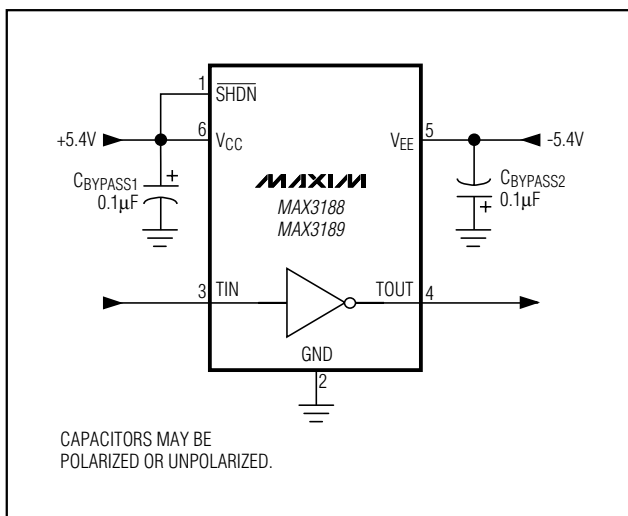 1
SHDN
+5.4V
6
VCC
VEE
5
-5.4V
CBYPASS1
0.1µF
+
MAXIM
MAX3188
MAX3189
CBYPASS2
0.1µF
+
3
TIN
TOUT
4
GND
2
CAPACITORS MAY BE
POLARIZED OR UNPOLARIZED.